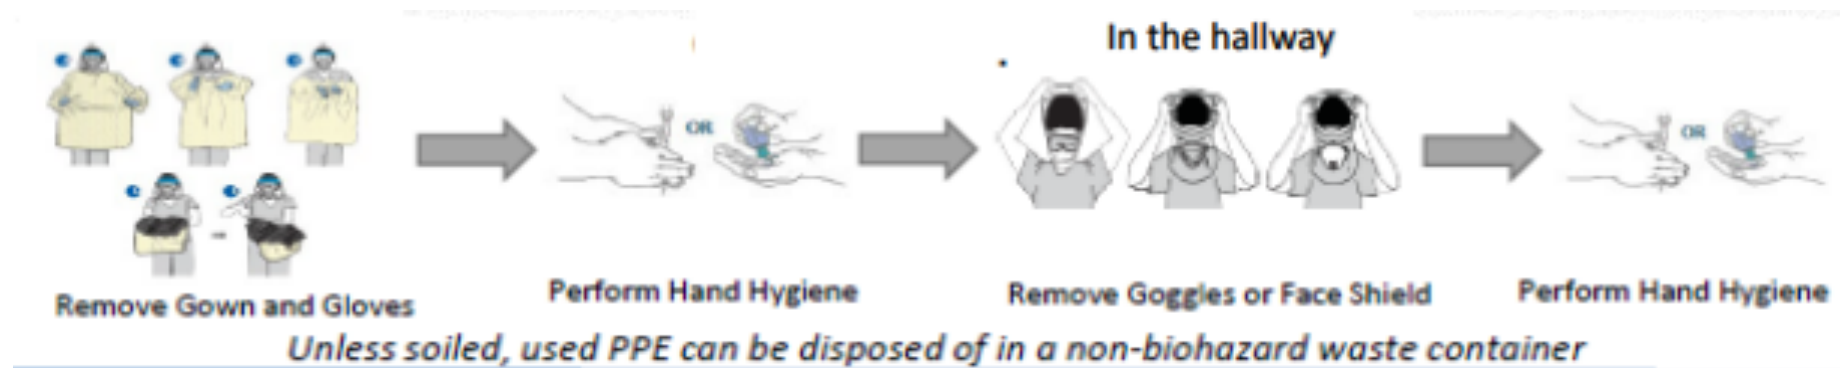 In the hallway
OR
OR
Remove Gown and Gloves
Perform Hand Hygiene
Remove Goggles or Face Shield
Perform Hand Hygiene
Unless soiled, used PPE can be disposed of in a non-biohazard waste container